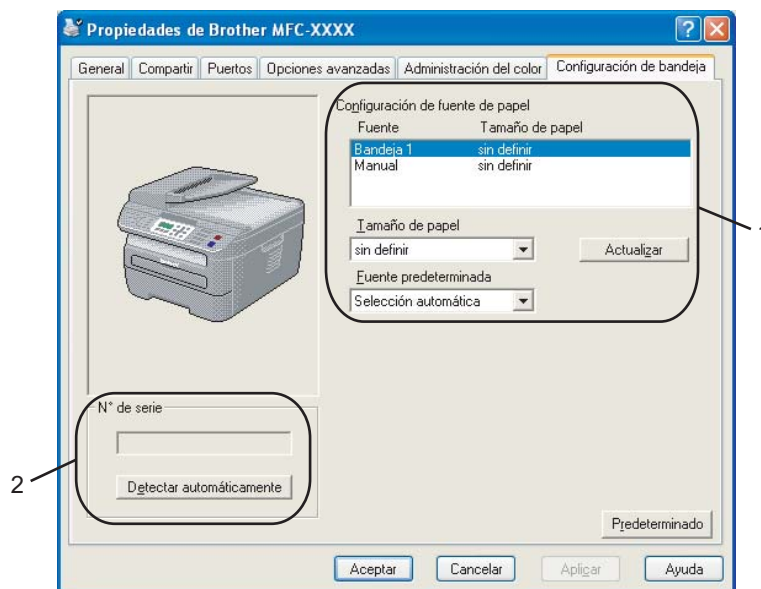 Propiedades de Brother MFC-XXXX
General Compartir Puertos Opciones avanzadas Administración del color Configuración de bandeja
Configuración de fuente de papel
Fuente Tamaño de papel
Bandeja 1 sin definir
Manual sin definir
Tamaño de papel
sin definir Actualizar
Fuente predeterminada
Selección automática
N° de serie
Detectar automáticamente
2
Predeterminado
Aceptar Cancelar Aplicar Ayuda